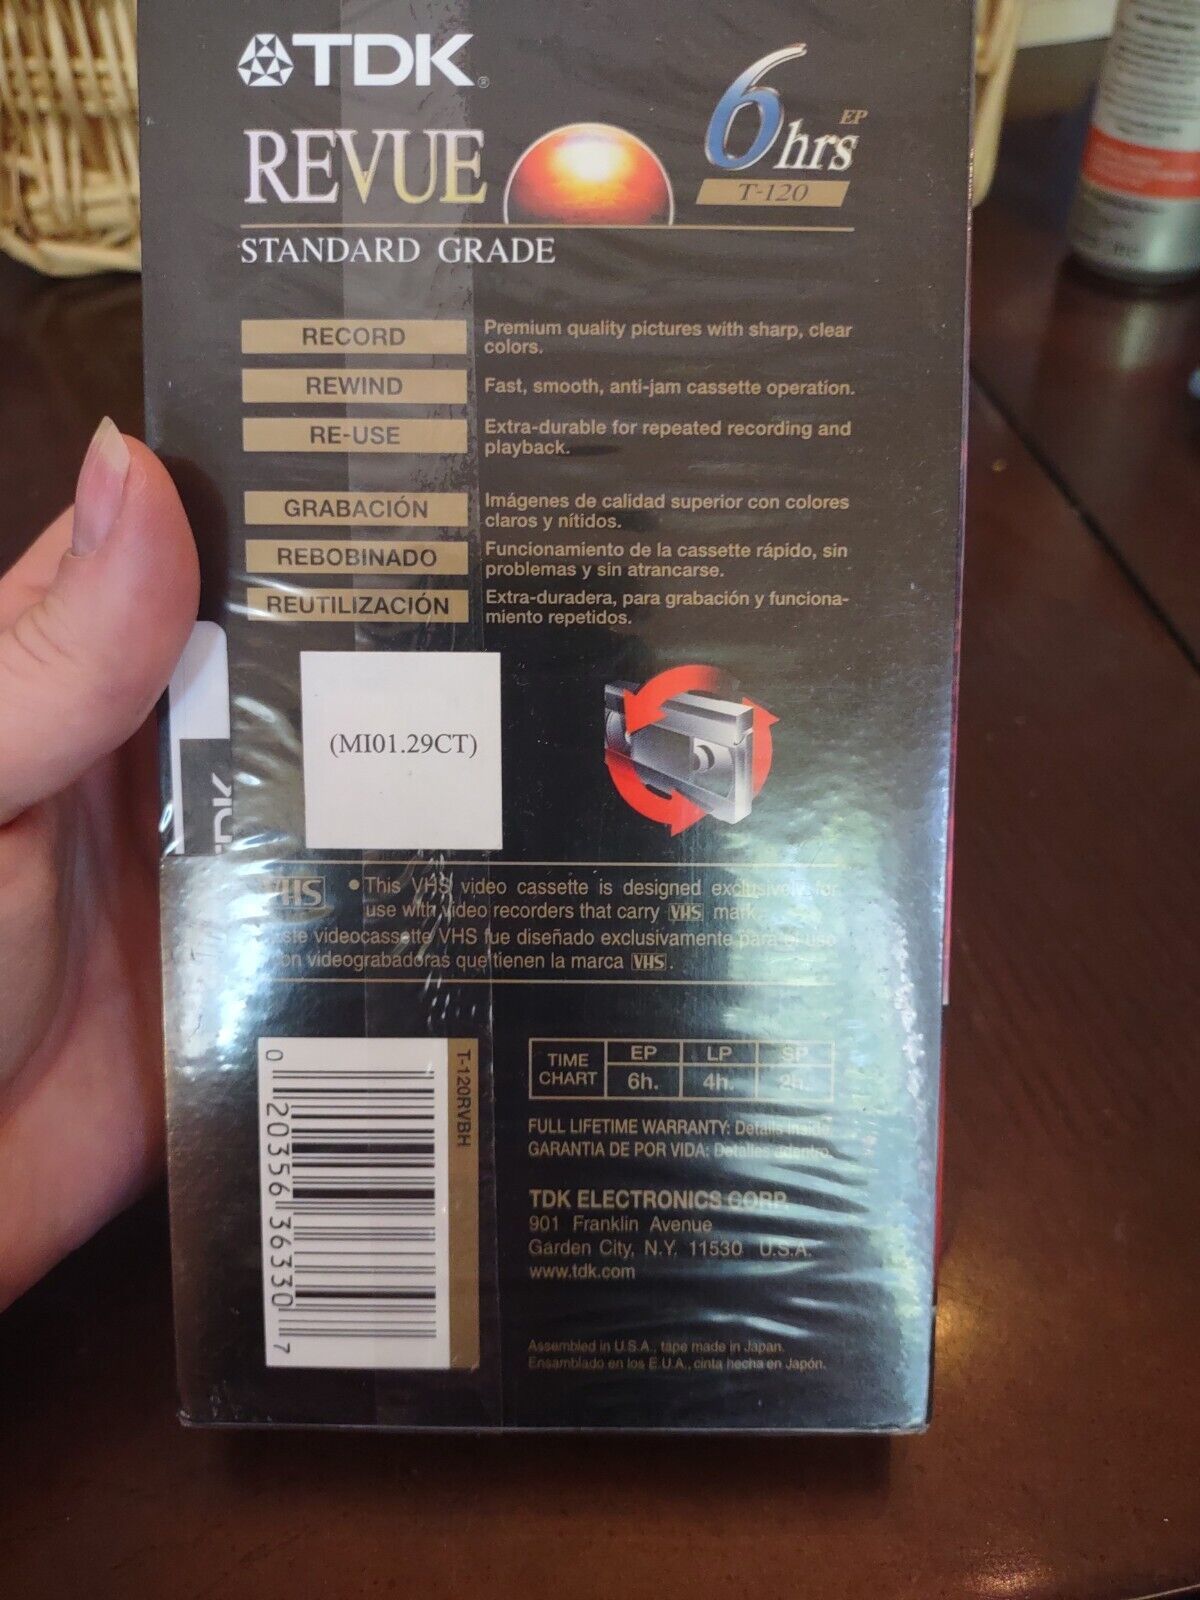 TDK®
REVUE
6hrs EP
T-120
STANDARD GRADE
RECORD
Premium quality pictures with sharp, clear
colors.
REWIND
Fast, smooth, anti-jam cassette operation.
RE-USE
Extra-durable for repeated recording and
playback.
GRABACIÓN
Imágenes de calidad superior con colores
claros y nítidos.
REBOBINADO
Funcionamiento de la cassette rápido, sin
problemas y sin atrancarse.
REUTILIZACIÓN
Extra-duradera, para grabación y funciona-
miento repetidos.
(MI01.29CT)
TDK
VHS
• This VHS video cassette is designed exclusively for
use with video recorders that carry VHS mark.
ste videocassette VHS fue diseñado exclusivamente para el uso
on videograbadoras que tienen la marca VHS.
T-120RVBH
0 20356 36330 7
TIME CHART EP LP SP
6h. 4h. 2h.
FULL LIFETIME WARRANTY: Details inside
GARANTIA DE POR VIDA: Detalles adentro
TDK ELECTRONICS CORP.
901 Franklin Avenue
Garden City, N.Y. 11530 U.S.A.
www.tdk.com
Assembled in U.S.A., tape made in Japan.
Ensamblado en los E.U.A., cinta hecha en Japón.